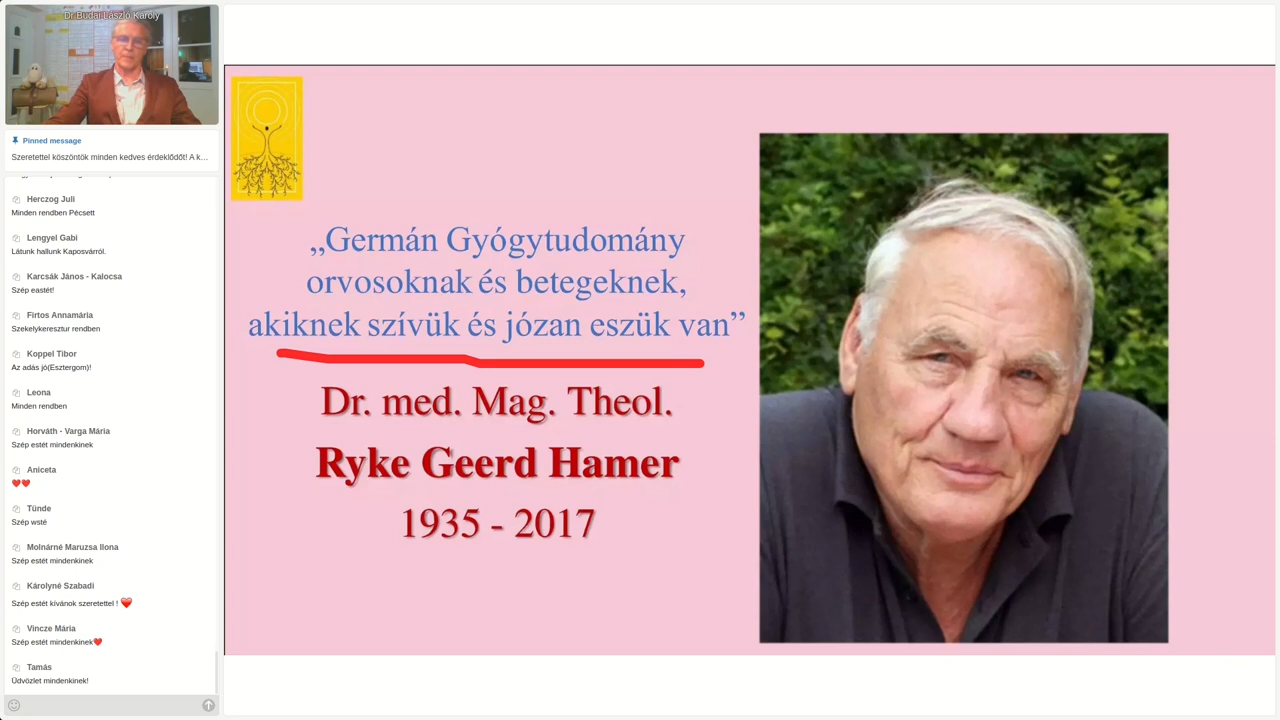 Dr Budai László Károly
Pinned message
Szeretettel köszöntök minden kedves érdeklődőt! A k...
Herczog Juli
Minden rendben Pécsett
Lengyel Gabi
Látunk hallunk Kaposvárról.
Karcsák János - Kalocsa
Szép eastét!
Firtos Annamária
Szekelykeresztur rendben
Koppel Tibor
Az adás jó(Esztergom)!
Leona
Minden rendben
Horváth - Varga Mária
Szép estét mindenkinek
Aniceta
Tünde
Szép wsté
Molnárné Maruzsa Ilona
Szép estét mindenkinek
Károlyné Szabadi
Szép estét kívánok szeretettel !
Vincze Mária
Szép estét mindenkinek
Tamás
Üdvözlet mindenkinek!
„Germán Gyógytudomány
orvosoknak és betegeknek,
akiknek szívük és józan eszük van”
Dr. med. Mag. Theol.
Ryke Geerd Hamer
1935 - 2017